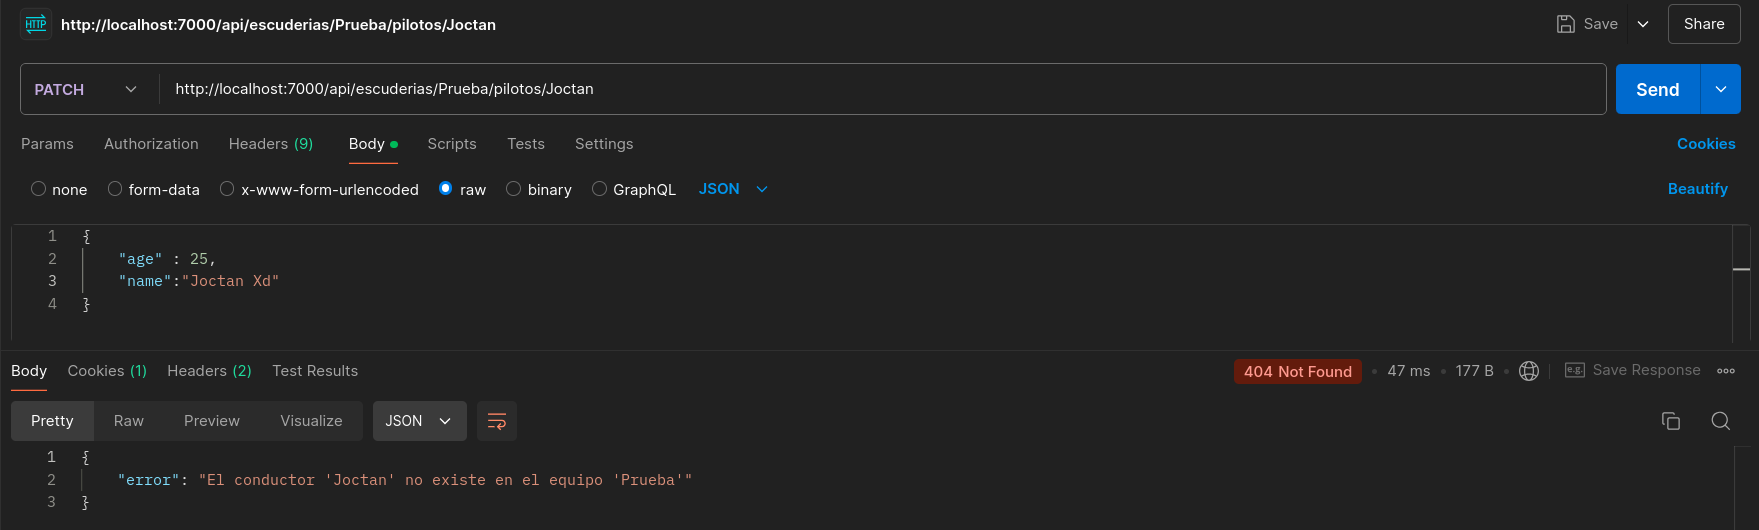 HTTP http://localhost:7000/api/escuderias/Prueba/pilotos/Joctan Save Share
PATCH http://localhost:7000/api/escuderias/Prueba/pilotos/Joctan Send
Params Authorization Headers (9) Body Scripts Tests Settings Cookies
none form-data x-www-form-urlencoded raw binary GraphQL JSON Beautify
1 {
2 "age" : 25,
3 "name":"Joctan Xd"
4 }
Body Cookies (1) Headers (2) Test Results 404 Not Found 47 ms 177 B e.g. Save Response
Pretty Raw Preview Visualize JSON
1 {
2 "error": "El conductor 'Joctan' no existe en el equipo 'Prueba'"
3 }